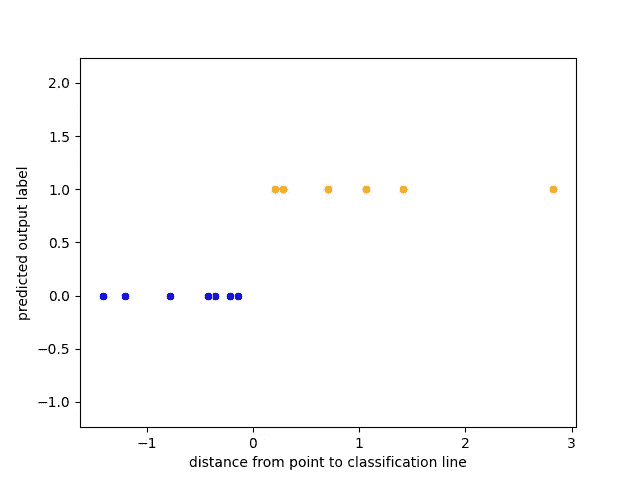 2.0
1.5
1.0
0.5
0.0
−0.5
−1.0
predicted output label
−1 0 1 2 3
distance from point to classification line